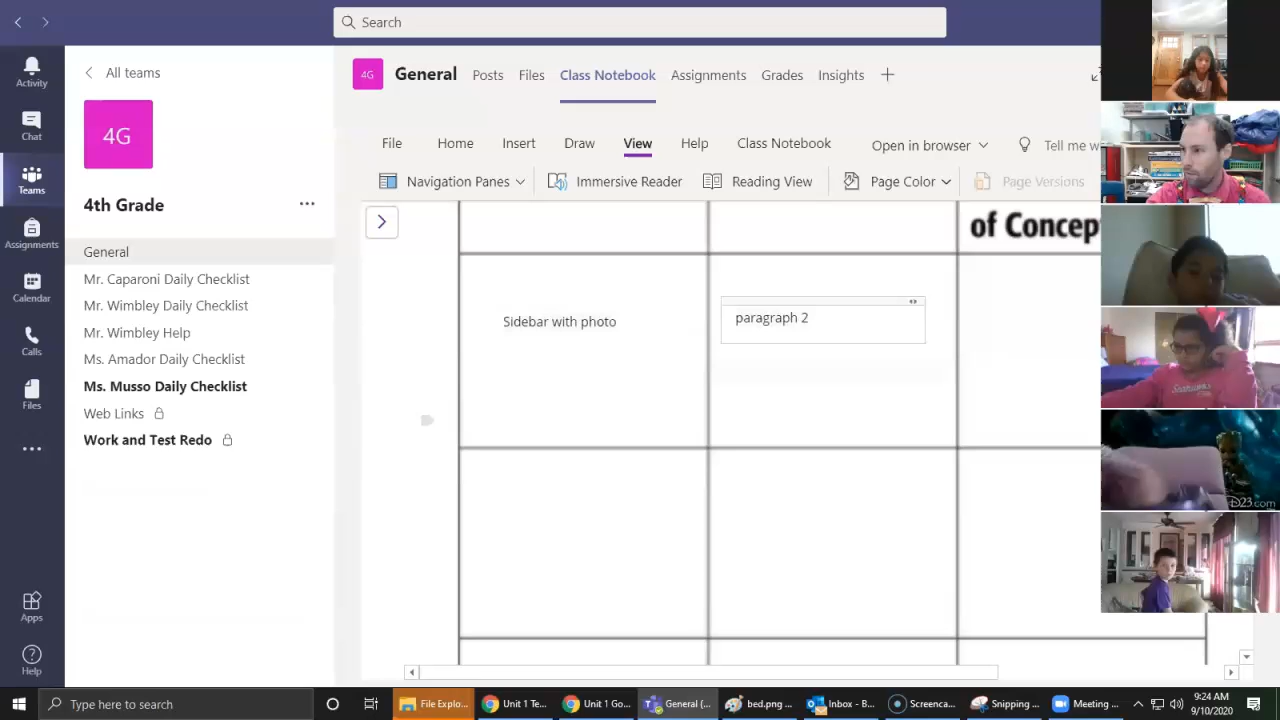 Search
Activity
Chat
Teams
Assignments
Calendar
Calls
Files
Apps
Help
All teams
4G
4th Grade
General
Mr. Caparoni Daily Checklist
Mr. Wimbley Daily Checklist
Mr. Wimbley Help
Ms. Amador Daily Checklist
Ms. Musso Daily Checklist
Web Links
Work and Test Redo
4G General Posts Files Class Notebook Assignments Grades Insights
File Home Insert Draw View Help Class Notebook Open in browser Tell me w
Navigation Panes Immersive Reader Reading View Page Color Page Versions
of Concep
Sidebar with photo
paragraph 2
D23.com
Type here to search
File Explo...
Unit 1 Te...
Unit 1 Go...
General (...
bed.png ...
Inbox - B...
Screenca...
Snipping ...
Meeting ...
9:24 AM
9/10/2020